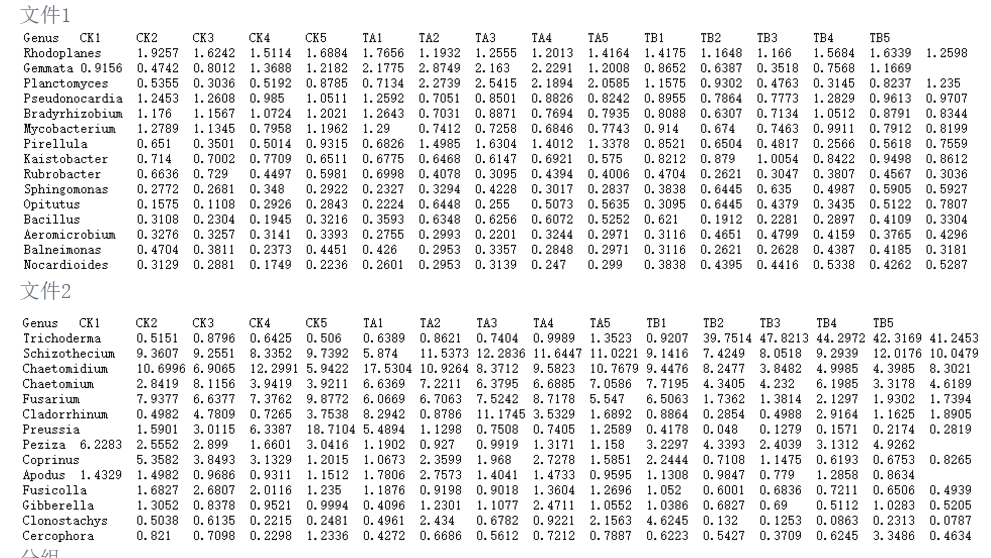 文件1
Genus CK1 CK2 CK3 CK4 CK5 TA1 TA2 TA3 TA4 TA5 TB1 TB2 TB3 TB4 TB5
Rhodoplanes 1.9257 1.6242 1.5114 1.6884 1.7656 1.1932 1.2555 1.2013 1.4164 1.4175 1.1648 1.166 1.5684 1.6339 1.2598
Gemmata 0.9156 0.4742 0.8012 1.3688 1.2182 2.1775 2.8749 2.163 2.2291 1.2008 0.8652 0.6387 0.3518 0.7568 1.1669
Planctomyces 0.5355 0.3036 0.5192 0.8785 0.7134 2.2739 2.5415 2.1894 2.0585 1.1575 0.9302 0.4763 0.3145 0.8237 1.235
Pseudonocardia 1.2453 1.2608 0.985 1.0511 1.2592 0.7051 0.8501 0.8826 0.8242 0.8955 0.7864 0.7773 1.2829 0.9613 0.9707
Bradyrhizobium 1.176 1.1567 1.0724 1.2021 1.2643 0.7031 0.8871 0.7694 0.7935 0.8088 0.6307 0.7134 1.0512 0.8791 0.8344
Mycobacterium 1.2789 1.1345 0.7958 1.1962 1.29 0.7412 0.7258 0.6846 0.7743 0.914 0.674 0.7463 0.9911 0.7912 0.8199
Pirellula 0.651 0.3501 0.5014 0.9315 0.6826 1.4985 1.6304 1.4012 1.3378 0.8521 0.6504 0.4817 0.2566 0.5618 0.7559
Kaistobacter 0.714 0.7002 0.7709 0.6511 0.6775 0.6468 0.6147 0.6921 0.575 0.8212 0.879 1.0054 0.8422 0.9498 0.8612
Rubrobacter 0.6636 0.729 0.4497 0.5981 0.6998 0.4078 0.3095 0.4394 0.4006 0.4704 0.2621 0.3047 0.3807 0.4567 0.3036
Sphingomonas 0.2772 0.2681 0.348 0.2922 0.2327 0.3294 0.4228 0.3017 0.2837 0.3838 0.6445 0.635 0.4987 0.5905 0.5927
Opitutus 0.1575 0.1108 0.2926 0.2843 0.2224 0.6448 0.255 0.5073 0.5635 0.3095 0.6445 0.4379 0.3435 0.5122 0.7807
Bacillus 0.3108 0.2304 0.1945 0.3216 0.3593 0.6348 0.6256 0.6072 0.5252 0.621 0.1912 0.2281 0.2897 0.4109 0.3304
Aeromicrobium 0.3276 0.3257 0.3141 0.3393 0.2755 0.2993 0.2201 0.3244 0.2971 0.3116 0.4651 0.4799 0.4159 0.3765 0.4296
Balneimonas 0.4704 0.3811 0.2373 0.4451 0.426 0.2953 0.3357 0.2848 0.2971 0.3116 0.2621 0.2628 0.4387 0.4185 0.3181
Nocardioides 0.3129 0.2881 0.1749 0.2236 0.2601 0.2953 0.3139 0.247 0.299 0.3838 0.4395 0.4416 0.5338 0.4262 0.5287
文件2
Genus CK1 CK2 CK3 CK4 CK5 TA1 TA2 TA3 TA4 TA5 TB1 TB2 TB3 TB4 TB5
Trichoderma 0.5151 0.8796 0.6425 0.506 0.6389 0.8621 0.7404 0.9989 1.3523 0.9207 39.7514 47.8213 44.2972 42.3169 41.2453
Schizothecium 9.3607 9.2551 8.3352 9.7392 5.874 11.5373 12.2836 11.6447 11.0221 9.1416 7.4249 8.0518 9.2939 12.0176 10.0479
Chaetomidium 10.6996 6.9065 12.2991 5.9422 17.5304 10.9264 8.3712 9.5823 10.7679 9.4476 8.2477 3.8482 4.9985 4.3985 8.3021
Chaetomium 2.8419 8.1156 3.9419 3.9211 6.6369 7.2211 6.3795 6.6885 7.0586 7.7195 4.3405 4.232 6.1985 3.3178 4.6189
Fusarium 7.9377 6.6377 7.3762 9.8772 6.0669 6.7063 7.5242 8.7178 5.547 6.5063 1.7362 1.3814 2.1297 1.9302 1.7394
Cladorrhinum 0.4982 4.7809 0.7265 3.7538 8.2942 0.8786 11.1745 3.5329 1.6892 0.8864 0.2854 0.4988 2.9164 1.1625 1.8905
Preussia 1.5901 3.0115 6.3387 18.7104 5.4894 1.1298 0.7508 0.7405 1.2589 0.4178 0.048 0.1279 0.1571 0.2174 0.2819
Peziza 6.2283 2.5552 2.899 1.6601 3.0416 1.1902 0.927 0.9919 1.3171 1.158 3.2297 4.3393 2.4039 3.1312 4.9262
Coprinus 5.3582 3.8493 3.1329 1.2015 1.0673 2.3599 1.968 2.7278 1.5851 2.2444 0.7108 1.1475 0.6193 0.6753 0.8265
Apodus 1.4329 1.4982 0.9686 0.9311 1.1512 1.7806 2.7573 1.4041 1.4733 0.9595 1.1308 0.9847 0.779 1.2858 0.8634
Fusicolla 1.6827 2.6807 2.0116 1.235 1.1876 0.9198 0.9018 1.3604 1.2696 1.052 0.6001 0.6836 0.7211 0.6506 0.4939
Gibberella 1.3052 0.8378 0.9521 0.9994 0.4096 1.2301 1.1077 2.4711 1.0552 1.0386 0.6827 0.69 0.5112 1.0283 0.5205
Clonostachys 0.5038 0.6135 0.2215 0.2481 0.4961 2.434 0.6782 0.9221 2.1563 4.6245 0.132 0.1253 0.0863 0.2313 0.0787
Cercophora 0.821 0.7098 0.2298 1.2336 0.4272 0.6686 0.5612 0.7212 0.7887 0.6223 0.5427 0.3709 0.6245 3.3486 0.4634